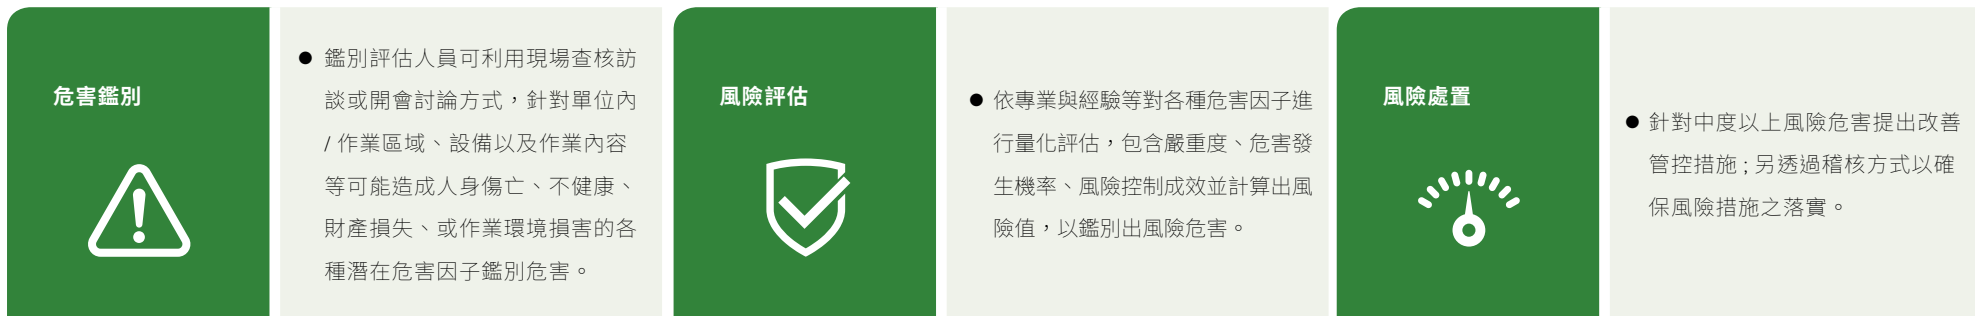 危害鑑別
● 鑑別評估人員可利用現場查核訪
談或開會討論方式，針對單位內
/ 作業區域、設備以及作業內容
等可能造成人身傷亡、不健康、
財產損失、或作業環境損害的各
種潛在危害因子鑑別危害。
風險評估
● 依專業與經驗等對各種危害因子進
行量化評估，包含嚴重度、危害發
生機率、風險控制成效並計算出風
險值，以鑑別出風險危害。
風險處置
● 針對中度以上風險危害提出改善
管控措施 ; 另透過稽核方式以確
保風險措施之落實。